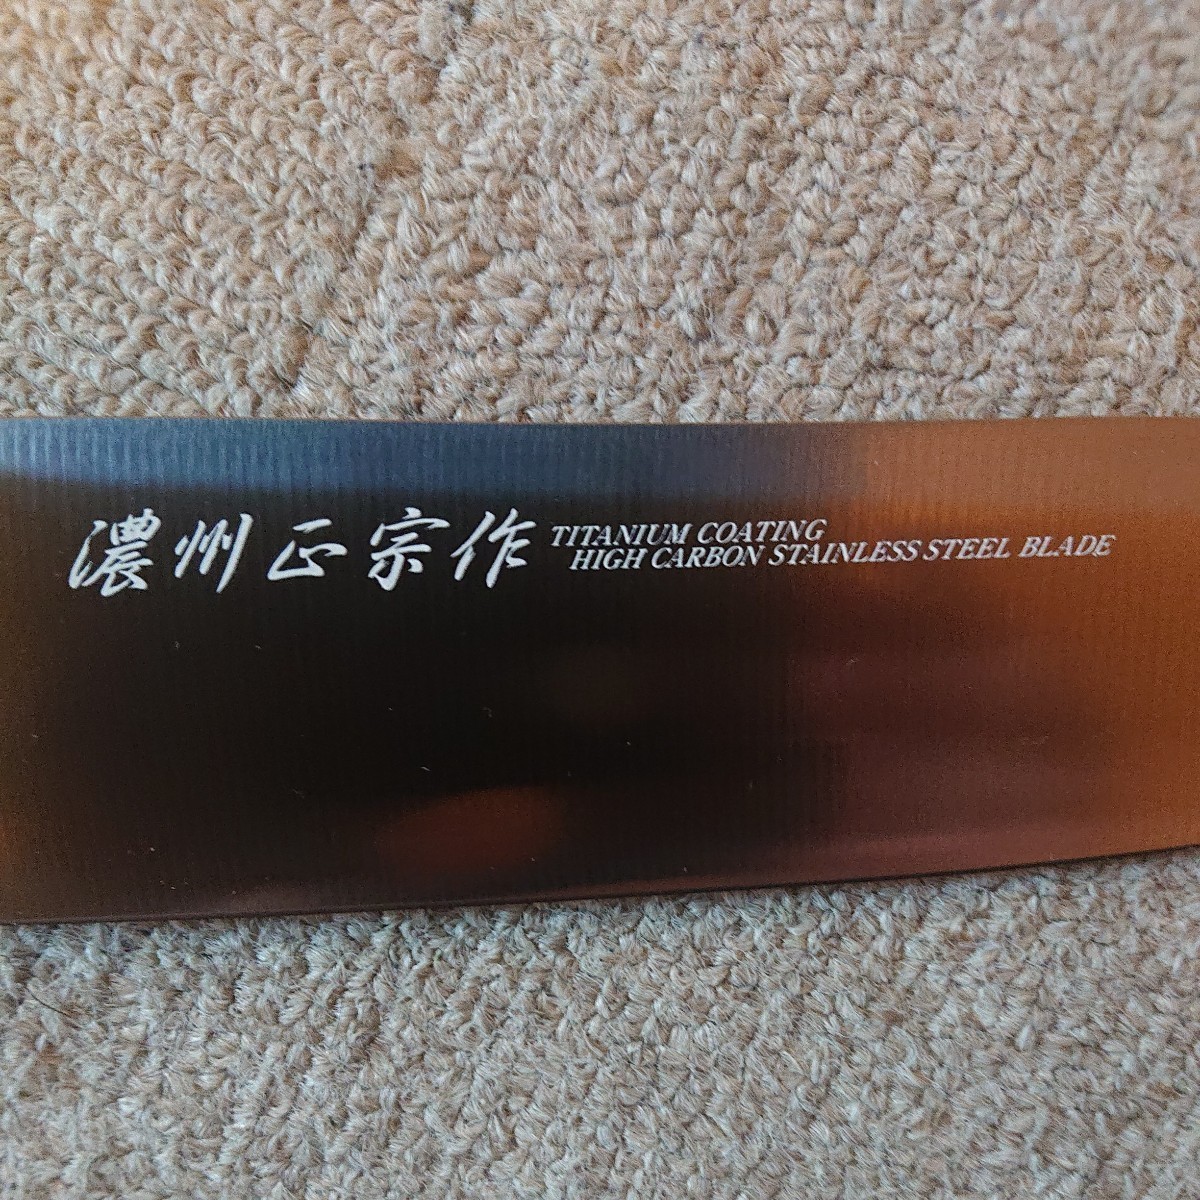 濃州正宗作
TITANIUM COATING
HIGH CARBON STAINLESS STEEL BLADE